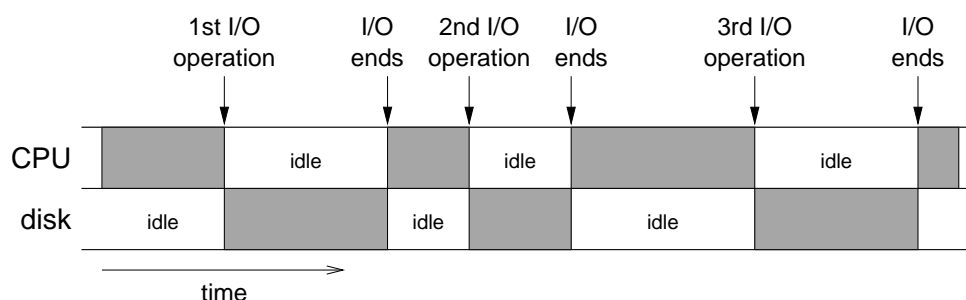 1st I/O
operation
I/O
ends
2nd I/O
operation
I/O
ends
3rd I/O
operation
I/O
ends
CPU
idle
idle
idle
disk
idle
idle
idle
time